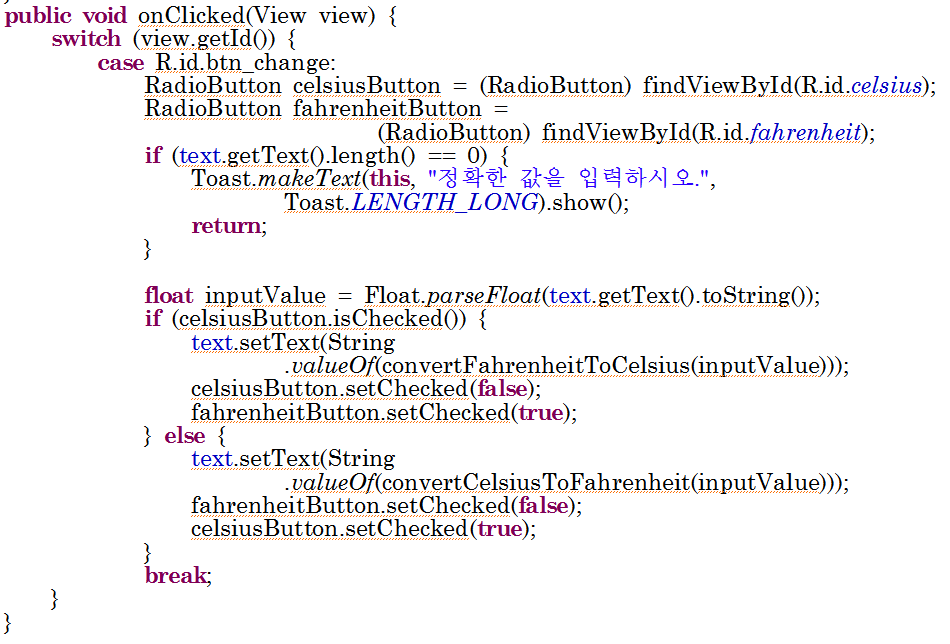 public void onClicked(View view) {
switch (view.getId()) {
case R.id.btn_change:
RadioButton celsiusButton = (RadioButton) findViewById(R.id.celsius);
RadioButton fahrenheitButton =
(RadioButton) findViewById(R.id.fahrenheit);
if (text.getText().length() == 0) {
Toast.makeText(this, "정확한 값을 입력하시오.",
Toast.LENGTH_LONG).show();
return;
}
float inputValue = Float.parseFloat(text.getText().toString());
if (celsiusButton.isChecked()) {
text.setText(String
.valueOf(convertFahrenheitToCelsius(inputValue)));
celsiusButton.setChecked(false);
fahrenheitButton.setChecked(true);
} else {
text.setText(String
.valueOf(convertCelsiusToFahrenheit(inputValue)));
fahrenheitButton.setChecked(false);
celsiusButton.setChecked(true);
}
break;
}
}